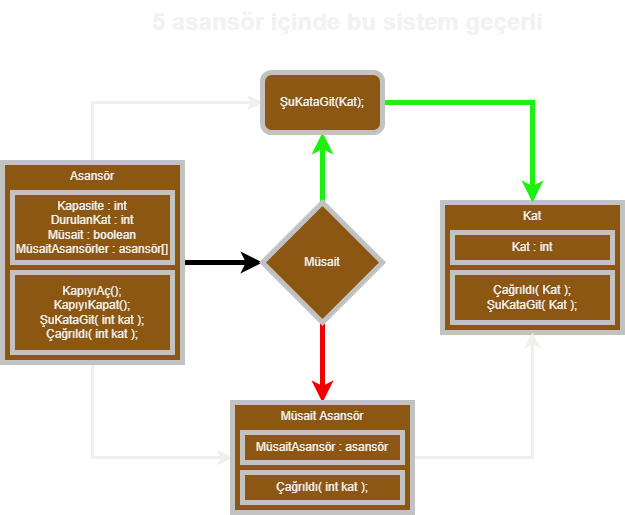 5 asansör içinde bu sistem geçerli
ŞuKataGit(Kat);
Asansör
Kapasite : int
DurulanKat : int
Müsait : boolean
MüsaitAsansörler : asansör[]
KapıyıAç();
KapıyıKapat();
ŞuKataGit( int kat );
Çağrıldı( int kat );
Müsait
Kat
Kat : int
Çağrıldı( Kat );
ŞuKataGit( Kat );
Müsait Asansör
MüsaitAsansör : asansör
Çağrıldı( int kat );